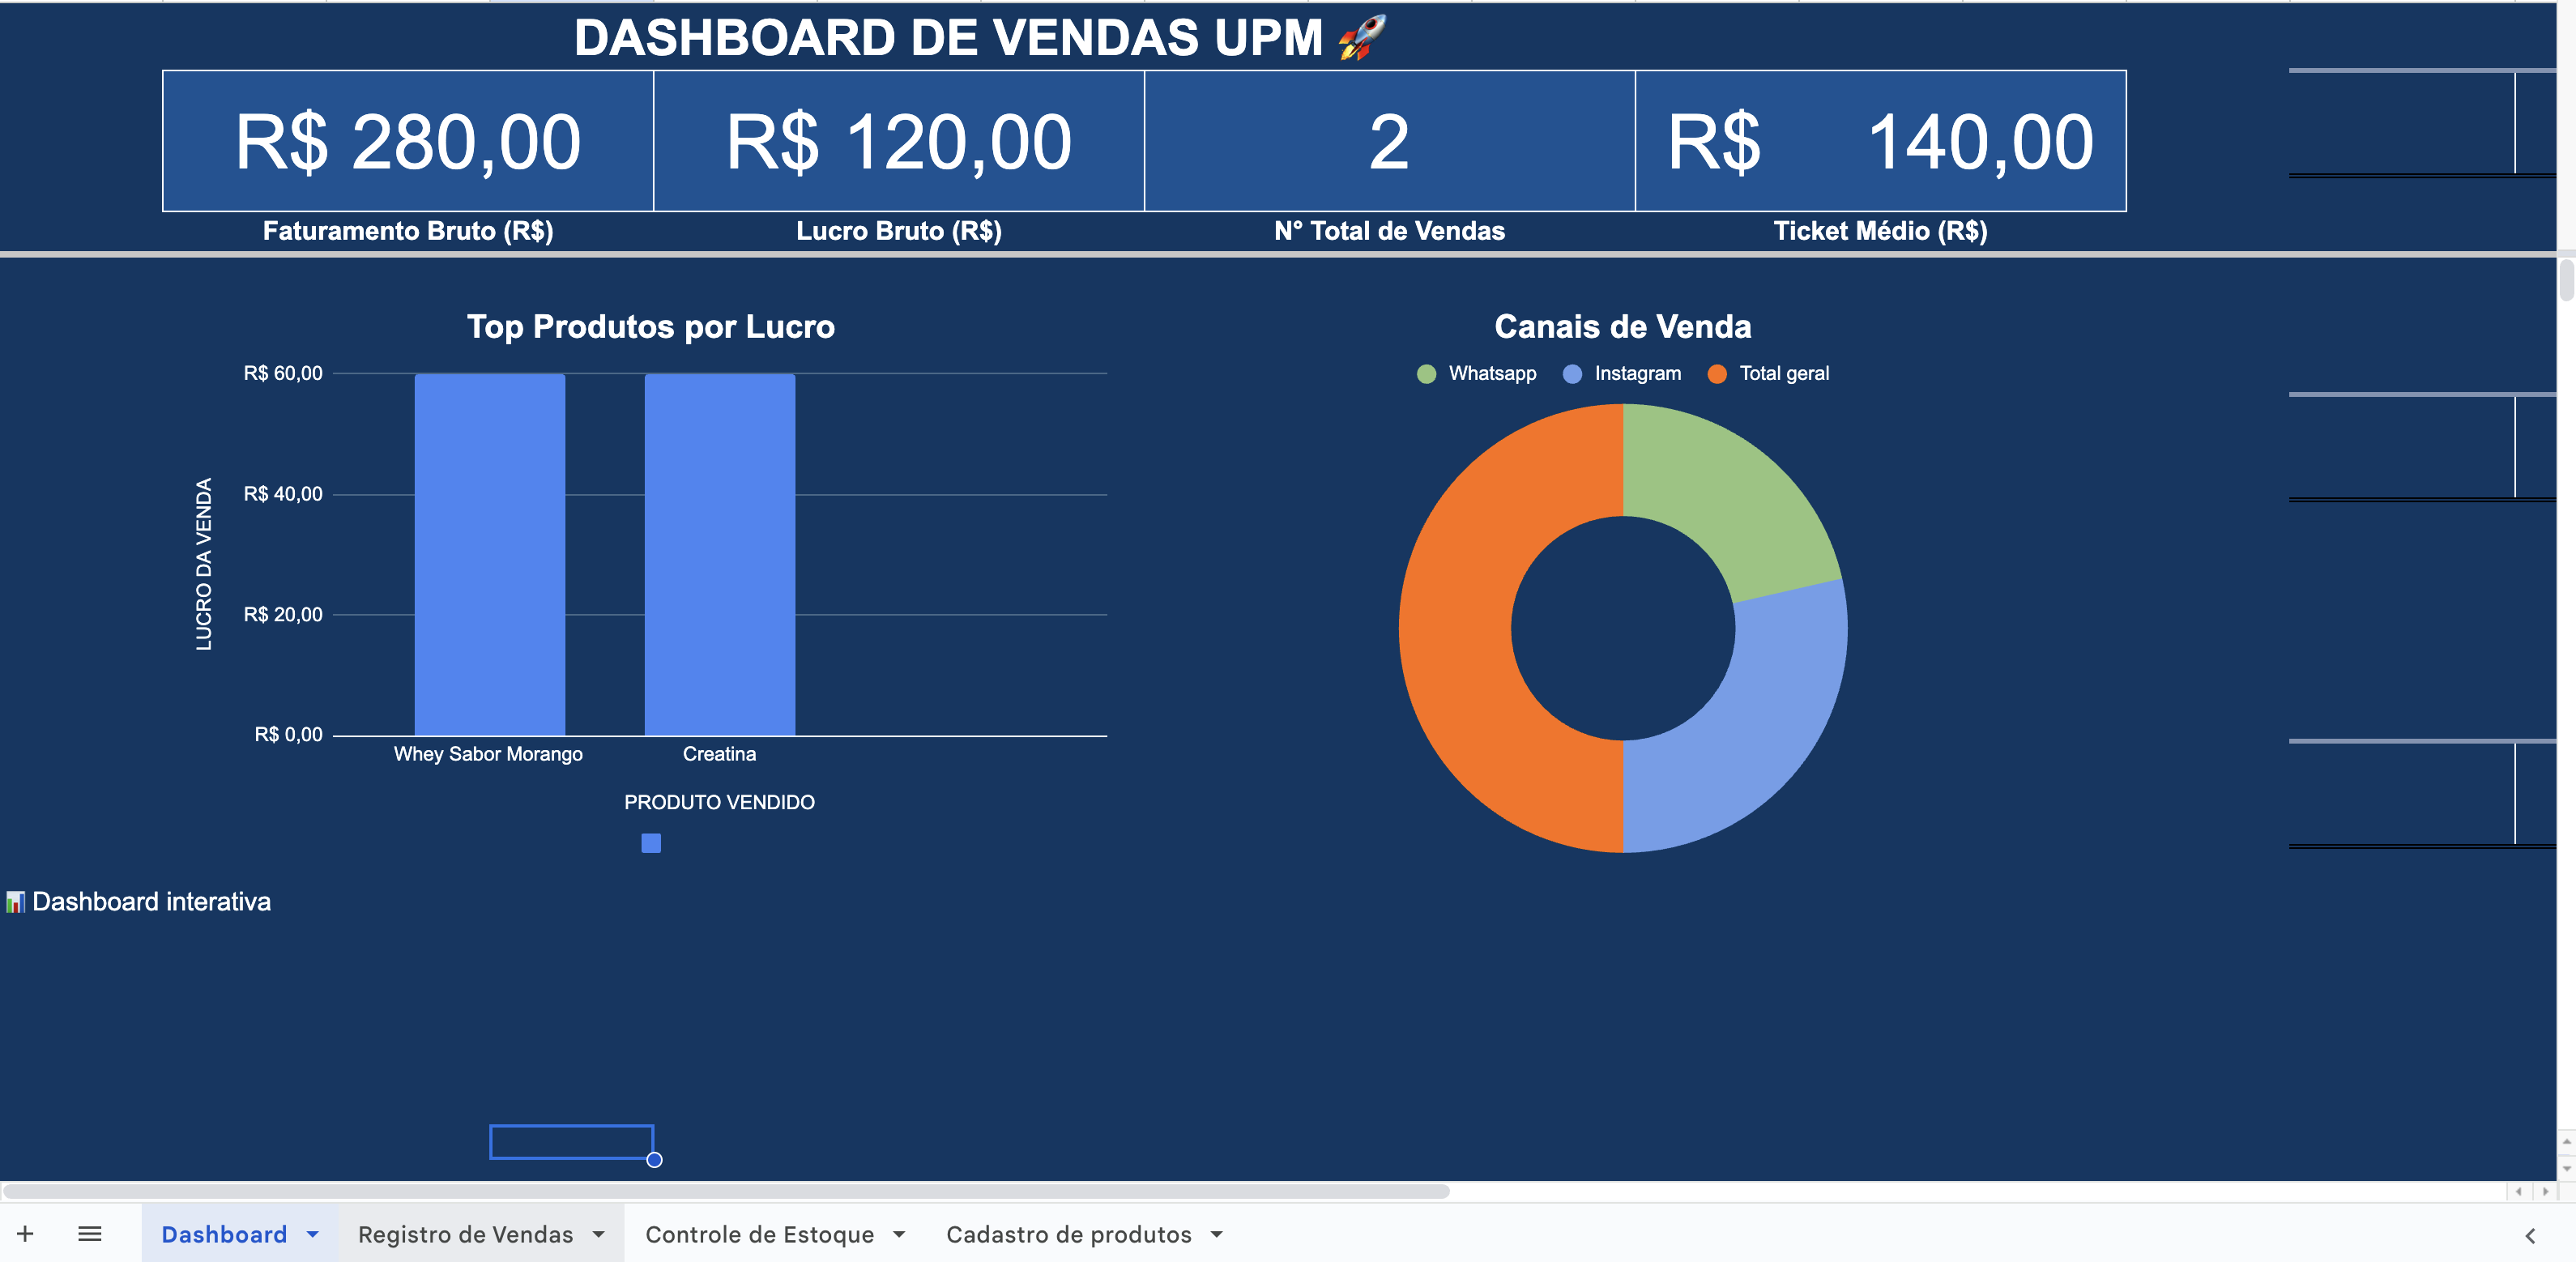 DASHBOARD DE VENDAS UPM 🚀
R$ 280,00
R$ 120,00
2
R$ 140,00
Faturamento Bruto (R$)
Lucro Bruto (R$)
N° Total de Vendas
Ticket Médio (R$)
Top Produtos por Lucro
R$ 60,00
R$ 40,00
R$ 20,00
R$ 0,00
LUCRO DA VENDA
Whey Sabor Morango
Creatina
PRODUTO VENDIDO
Canais de Venda
Whatsapp
Instagram
Total geral
📊 Dashboard interativa
Dashboard
Registro de Vendas
Controle de Estoque
Cadastro de produtos